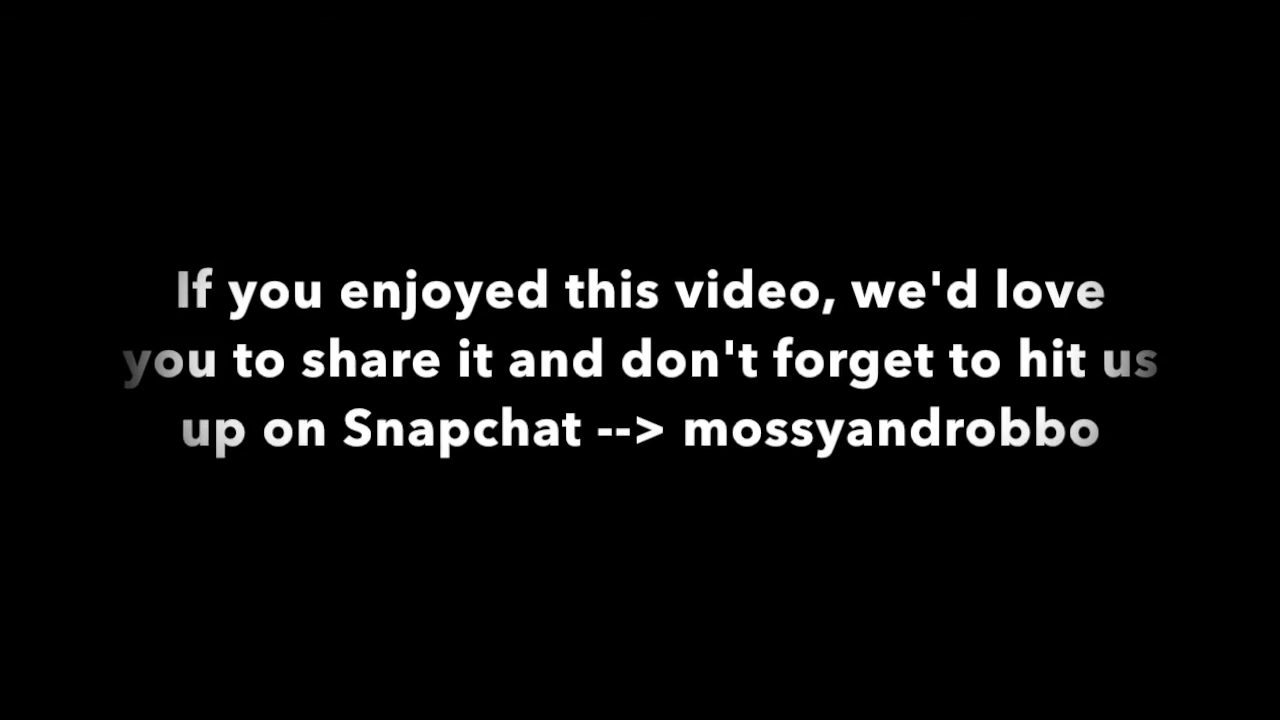 If you enjoyed this video, we'd love
you to share it and don't forget to hit us
up on Snapchat --> mossyandrobbo